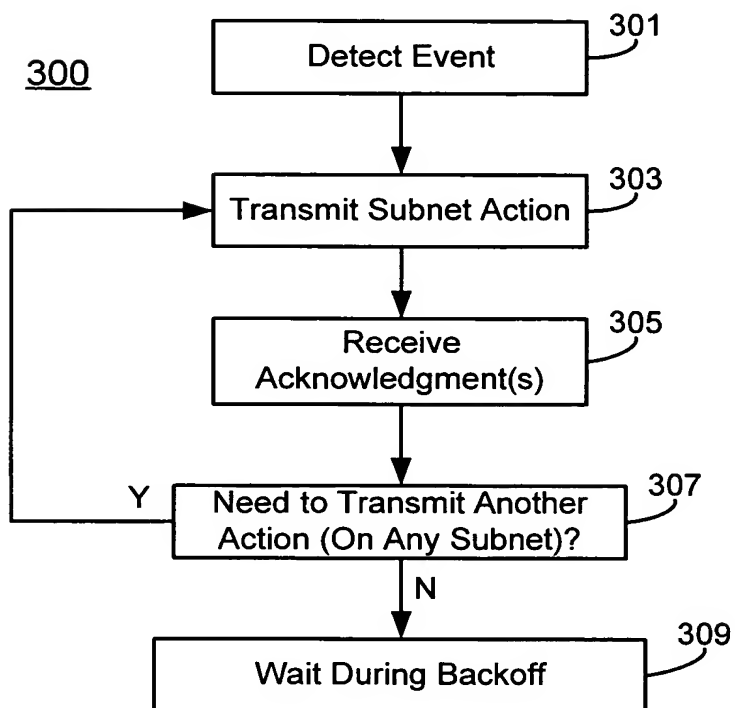 301
Detect Event
300
303
Transmit Subnet Action
305
Receive
Acknowledgment(s)
307
Y
Need to Transmit Another
Action (On Any Subnet)?
N
309
Wait During Backoff